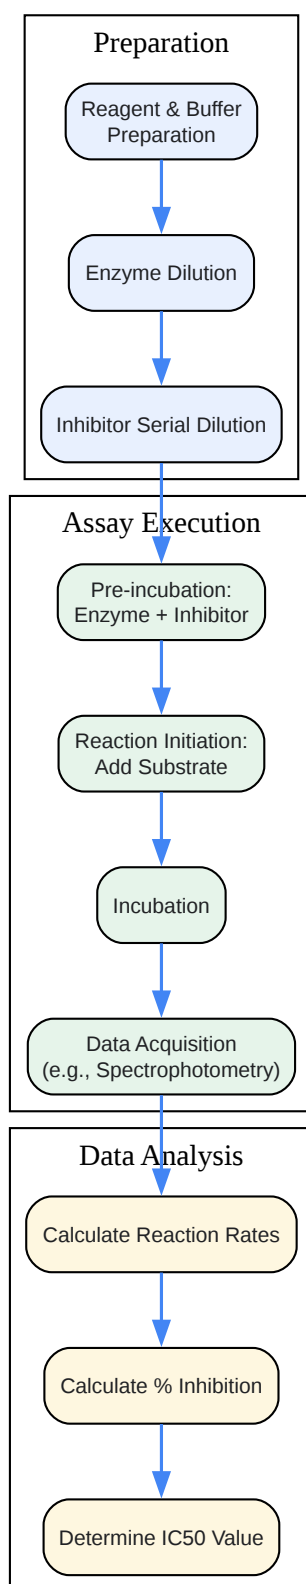 Preparation
Reagent & Buffer
Preparation
Enzyme Dilution
Inhibitor Serial Dilution
Assay Execution
Pre-incubation:
Enzyme + Inhibitor
Reaction Initiation:
Add Substrate
Incubation
Data Acquisition
(e.g., Spectrophotometry)
Data Analysis
Calculate Reaction Rates
Calculate % Inhibition
Determine IC50 Value